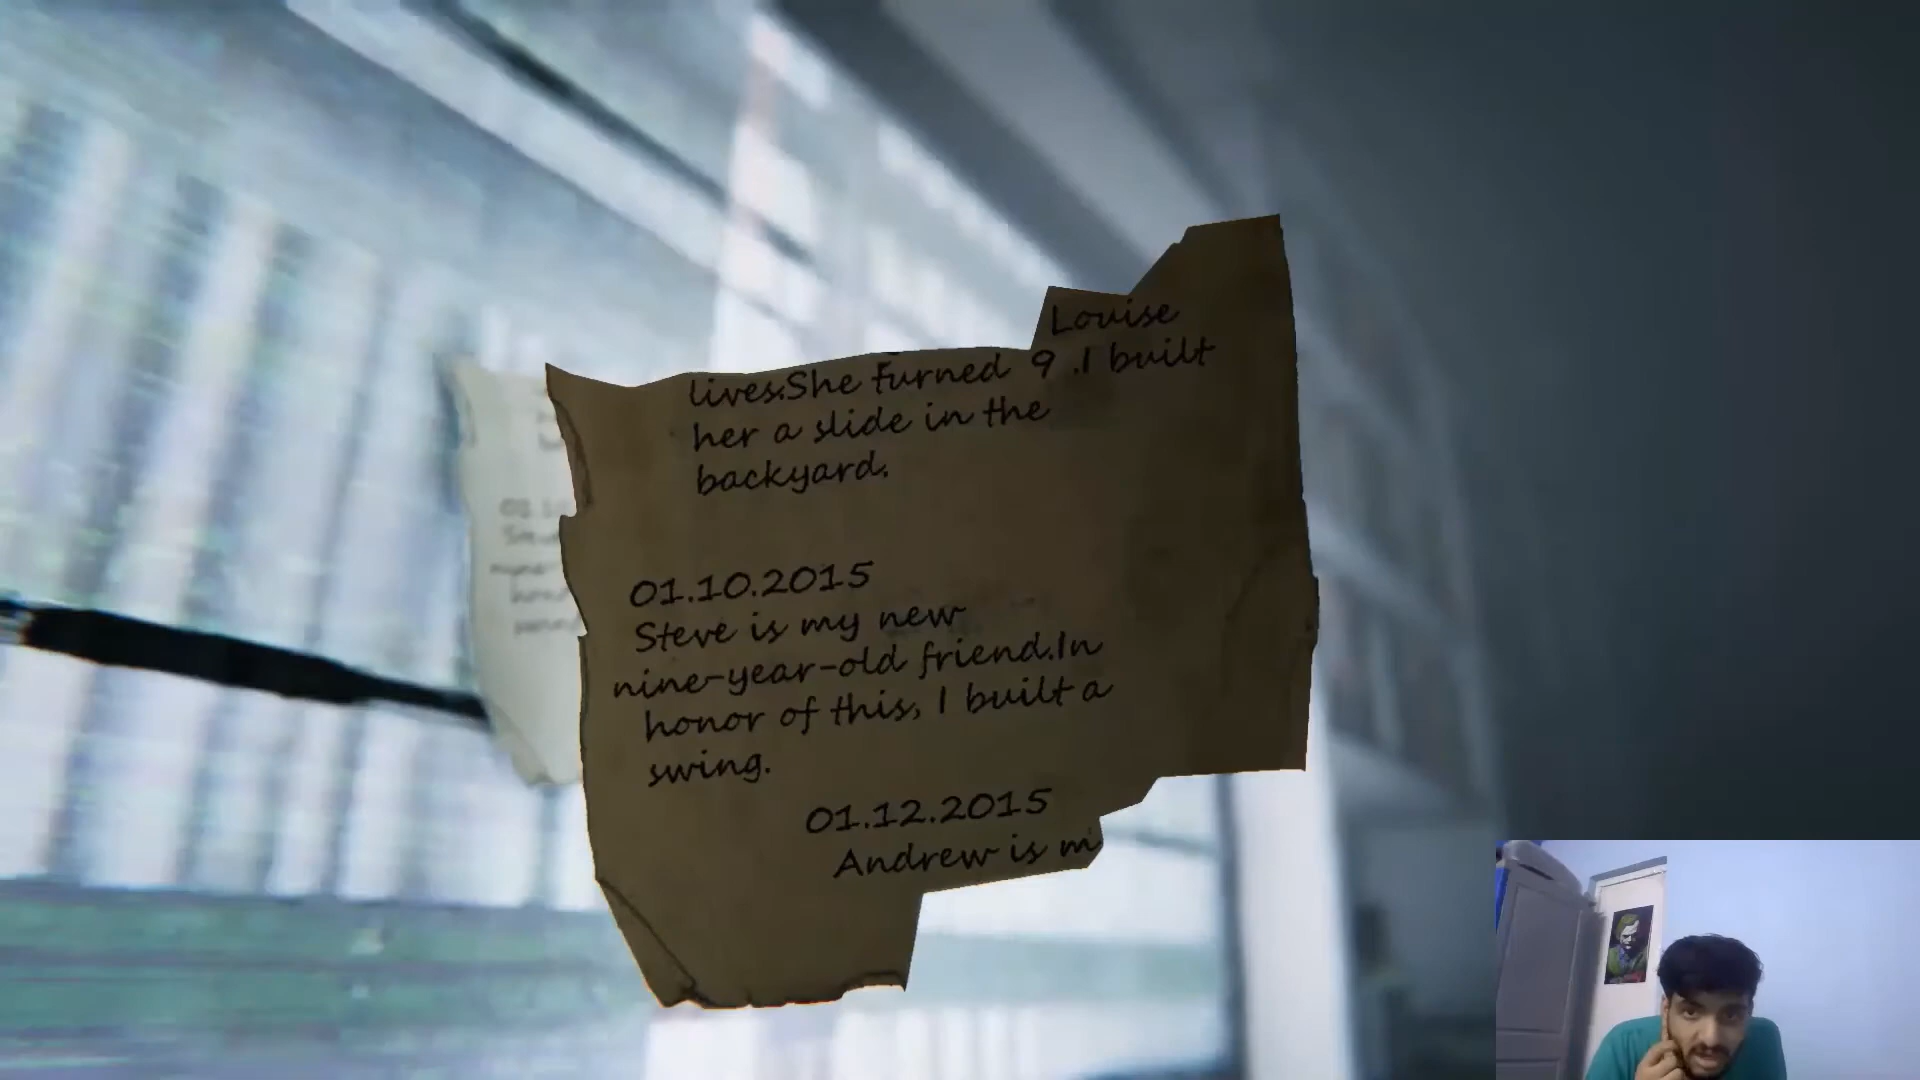 Louise
lives.She turned 9 .I built
her a slide in the
backyard.
01.10.2015
Steve is my new
nine-year-old friend.In
honor of this, I built a
swing.
01.12.2015
Andrew is m